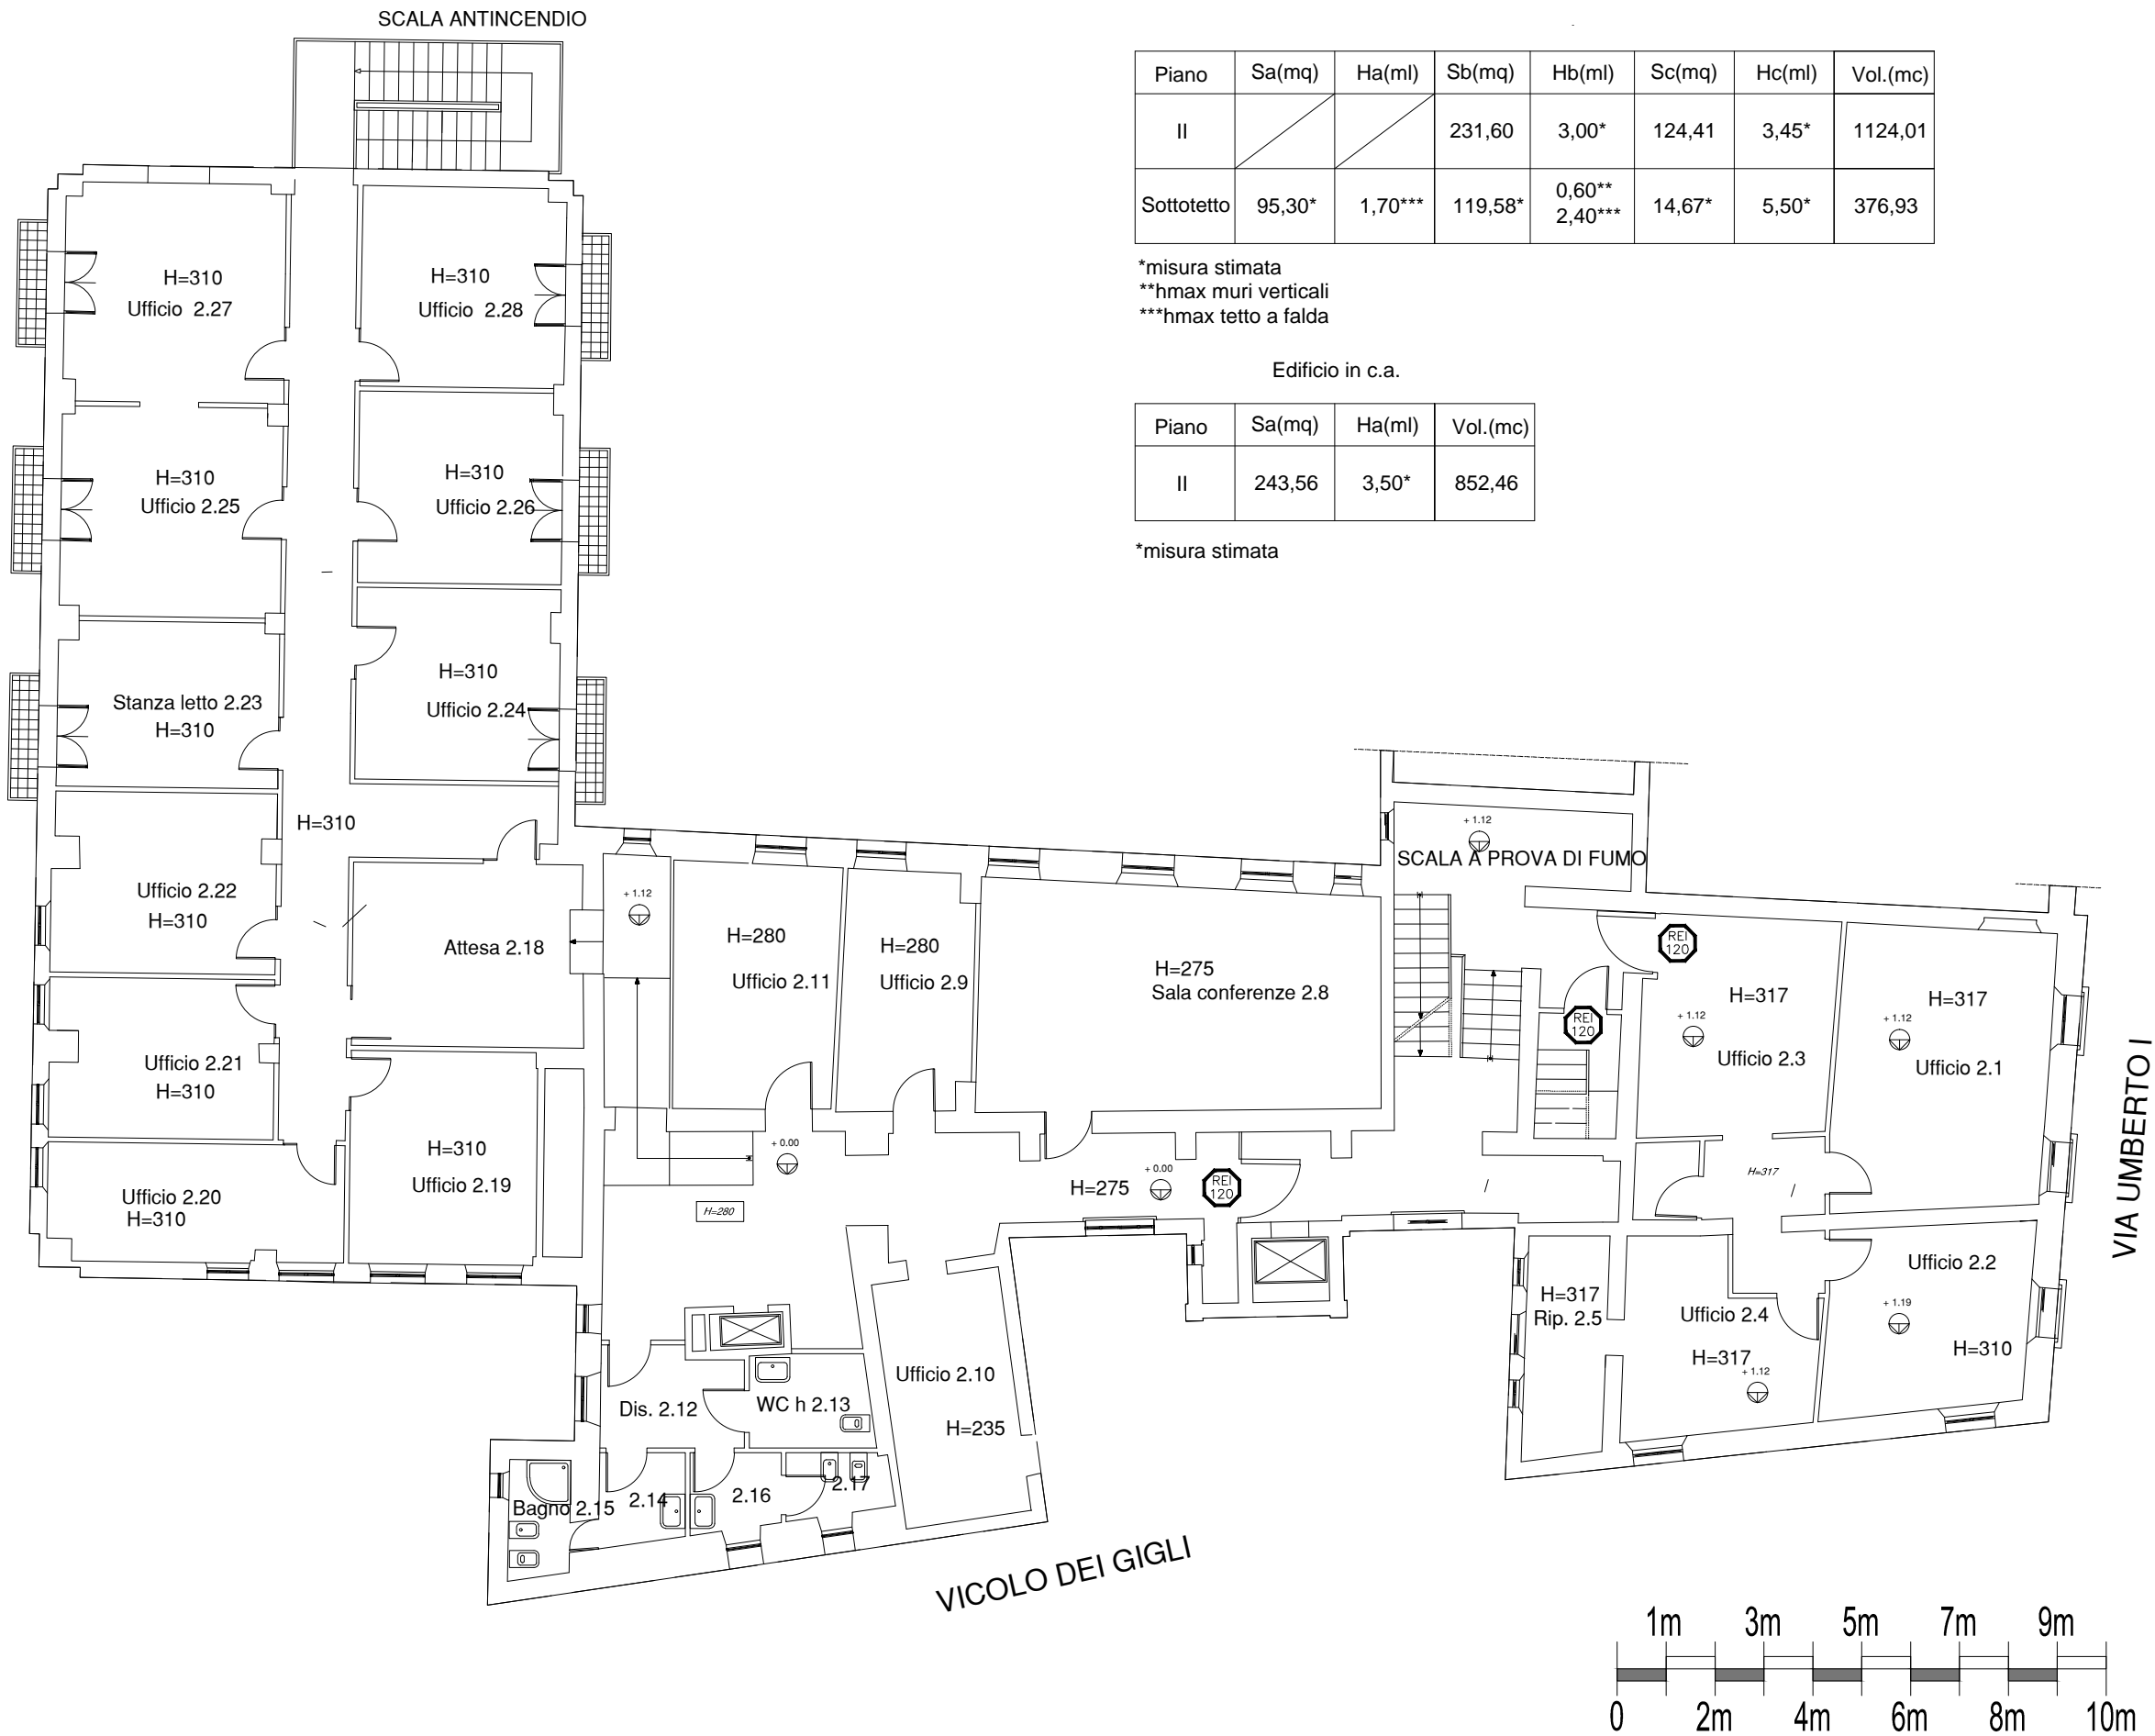 SCALA ANTINCENDIO
Piano Sa(mq) Ha(ml) Sb(mq) Hb(ml) Sc(mq) Hc(ml) Vol.(mc)
II 231,60 3,00* 124,41 3,45* 1124,01
Sottotetto 95,30* 1,70*** 119,58* 0,60** 2,40*** 14,67* 5,50* 376,93
*misura stimata
**hmax muri verticali
***hmax tetto a falda
Edificio in c.a.
Piano Sa(mq) Ha(ml) Vol.(mc)
II 243,56 3,50* 852,46
*misura stimata
H=310
Ufficio 2.27
H=310
Ufficio 2.28
H=310
Ufficio 2.25
H=310
Ufficio 2.26
Stanza letto 2.23
H=310
H=310
Ufficio 2.24
H=310
Ufficio 2.22
H=310
Attesa 2.18
+ 1.12
H=280
Ufficio 2.11
H=280
Ufficio 2.9
H=275
Sala conferenze 2.8
+ 1.12
SCALA A PROVA DI FUMO
REI
120
REI
120
H=317
+ 1.12
Ufficio 2.3
H=317
+ 1.12
Ufficio 2.1
Ufficio 2.21
H=310
H=310
Ufficio 2.19
Ufficio 2.20
H=310
+ 0.00
H=280
+ 0.00
H=275
REI
120
H=317
VIA UMBERTO I
Ufficio 2.2
+ 1.19
H=310
H=317
Rip. 2.5
Ufficio 2.4
H=317
+ 1.12
Ufficio 2.10
H=235
Dis. 2.12
WC h 2.13
Bagno 2.15
2.14
2.16
2.17
VICOLO DEI GIGLI
1m 3m 5m 7m 9m
0 2m 4m 6m 8m 10m